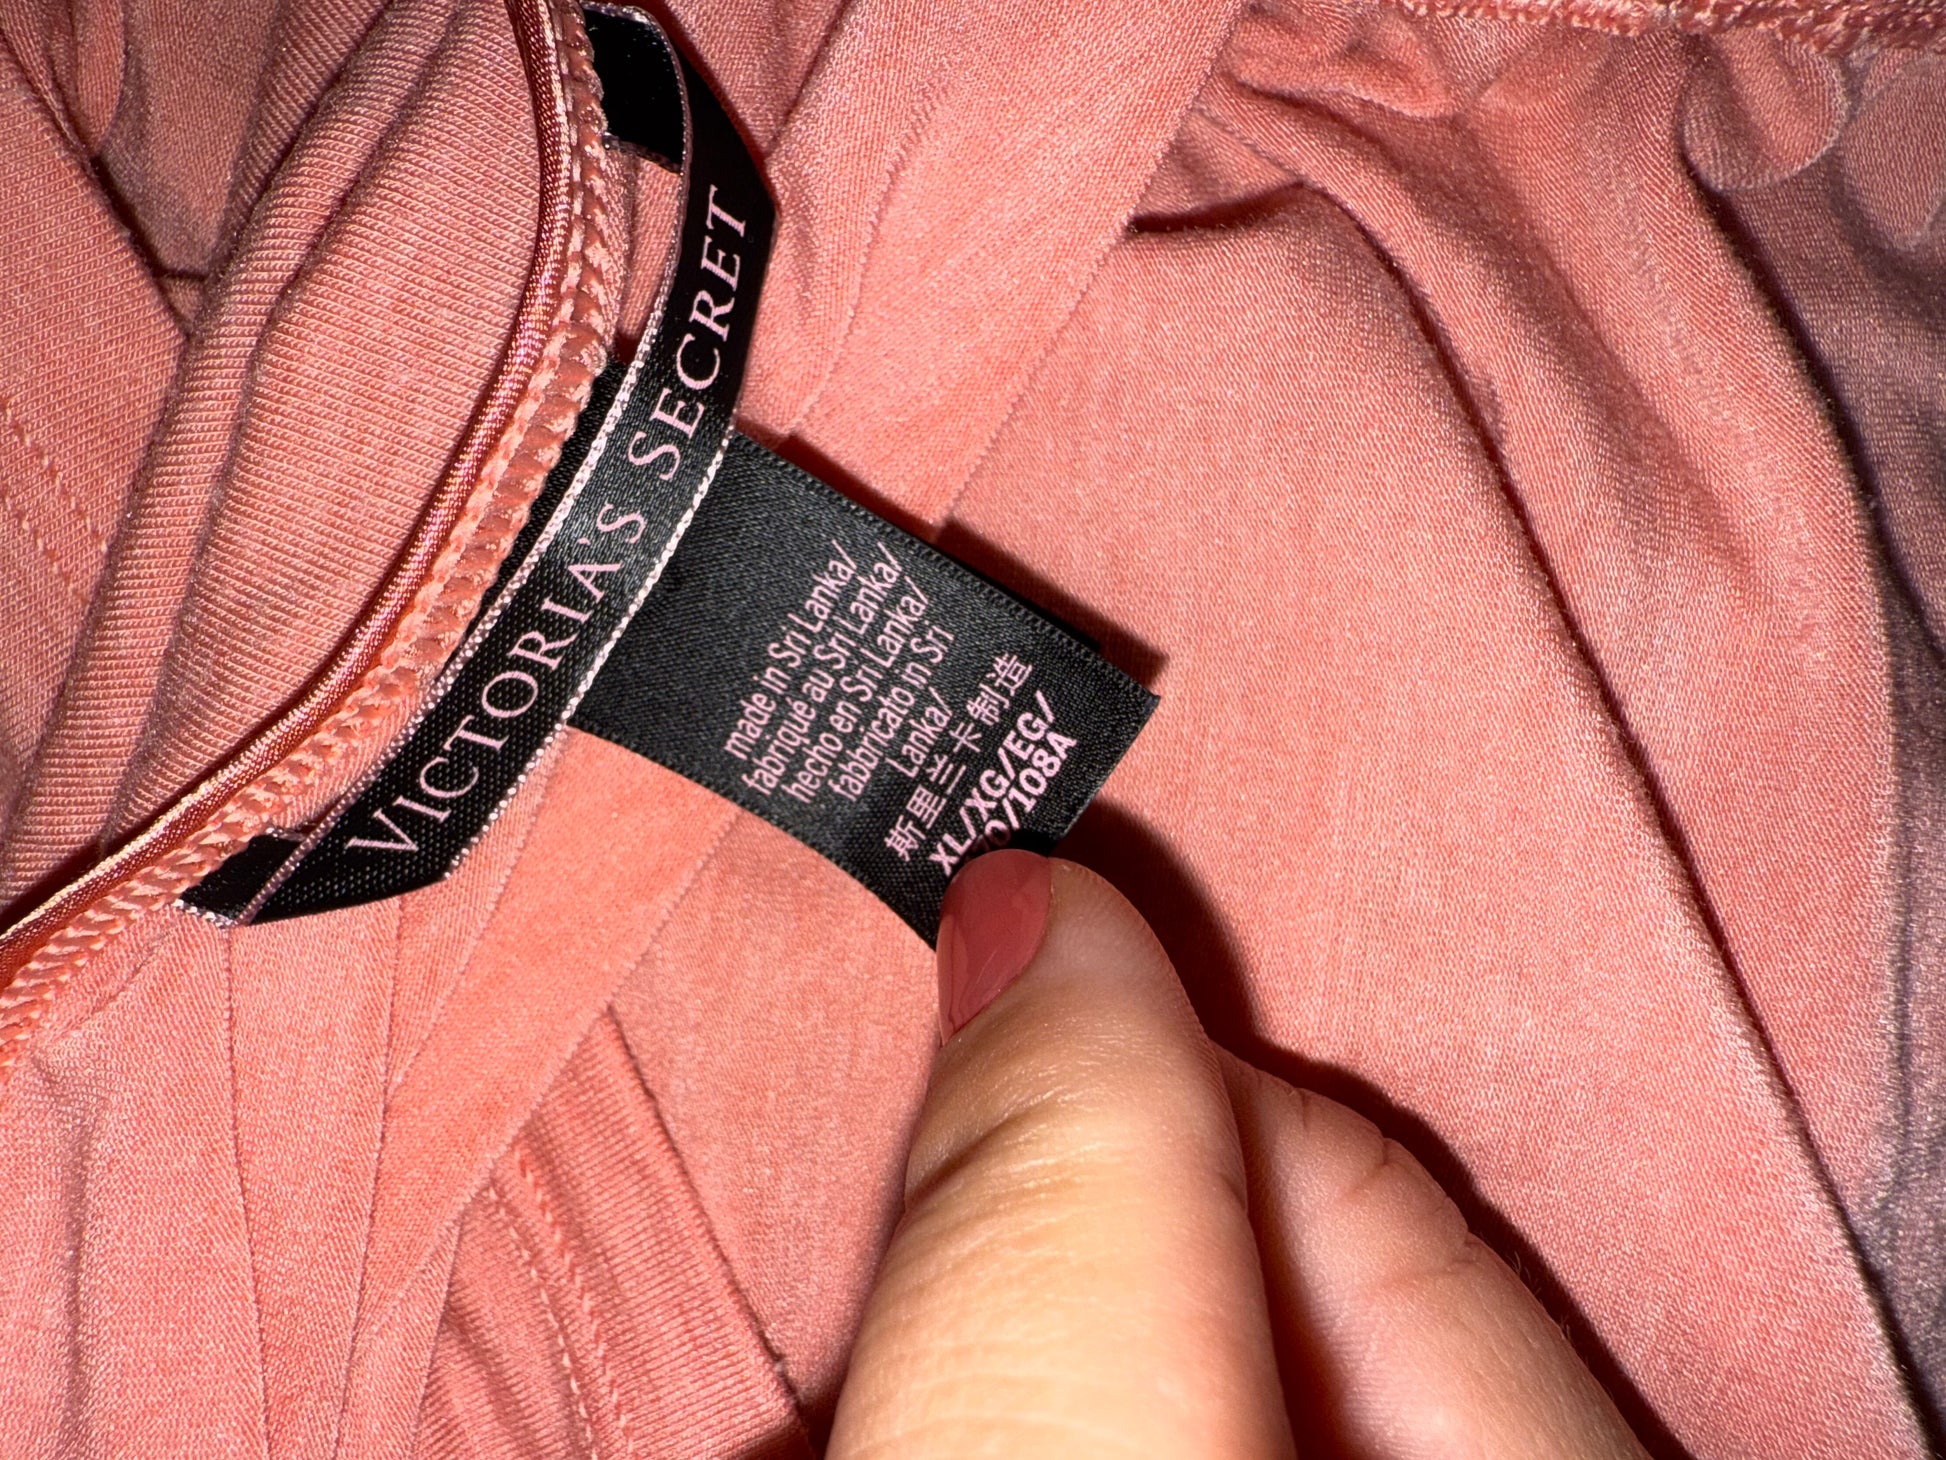 VICTORIA'S SECRET
made in Sri Lanka/
fabriqué au Sri Lanka/
hecho en Sri Lanka/
fabbricato in Sri
Lanka/
斯里兰卡制造
XL/XG/EG/
/108A